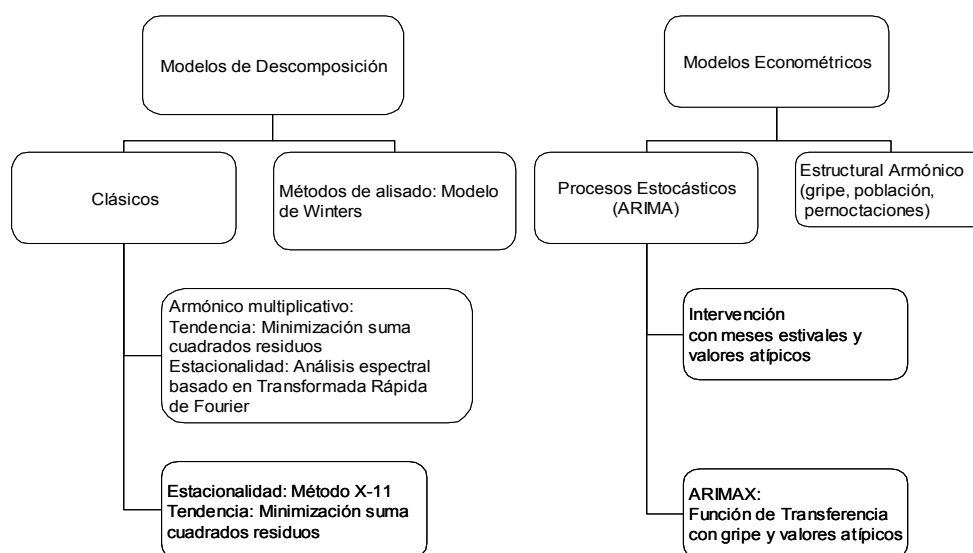 Modelos de Descomposición
Modelos Econométricos
Clásicos
Métodos de alisado: Modelo
de Winters
Procesos Estocásticos
(ARIMA)
Estructural Armónico
(gripe, población,
pernoctaciones)
Armónico multiplicativo:
Tendencia: Minimización suma
cuadrados residuos
Estacionalidad: Análisis espectral
basado en Transformada Rápida
de Fourier
Intervención
con meses estivales y
valores atípicos
Estacionalidad: Método X-11
Tendencia: Minimización suma
cuadrados residuos
ARIMAX:
Función de Transferencia
con gripe y valores atípicos